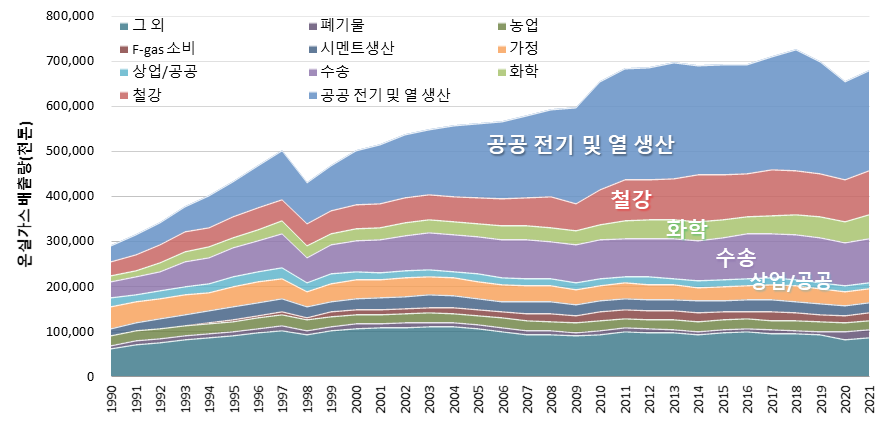 800,000
700,000
600,000
500,000
400,000
300,000
200,000
100,000
0
온실가스 배출량(천톤)
그 외 폐기물 농업
F-gas 소비 시멘트생산 가정
상업/공공 수송 화학
철강 공공 전기 및 열 생산
공공 전기 및 열 생산
철강
화학
수송
상업/공공
1990 1991 1992 1993 1994 1995 1996 1997 1998 1999 2000 2001 2002 2003 2004 2005 2006 2007 2008 2009 2010 2011 2012 2013 2014 2015 2016 2017 2018 2019 2020 2021